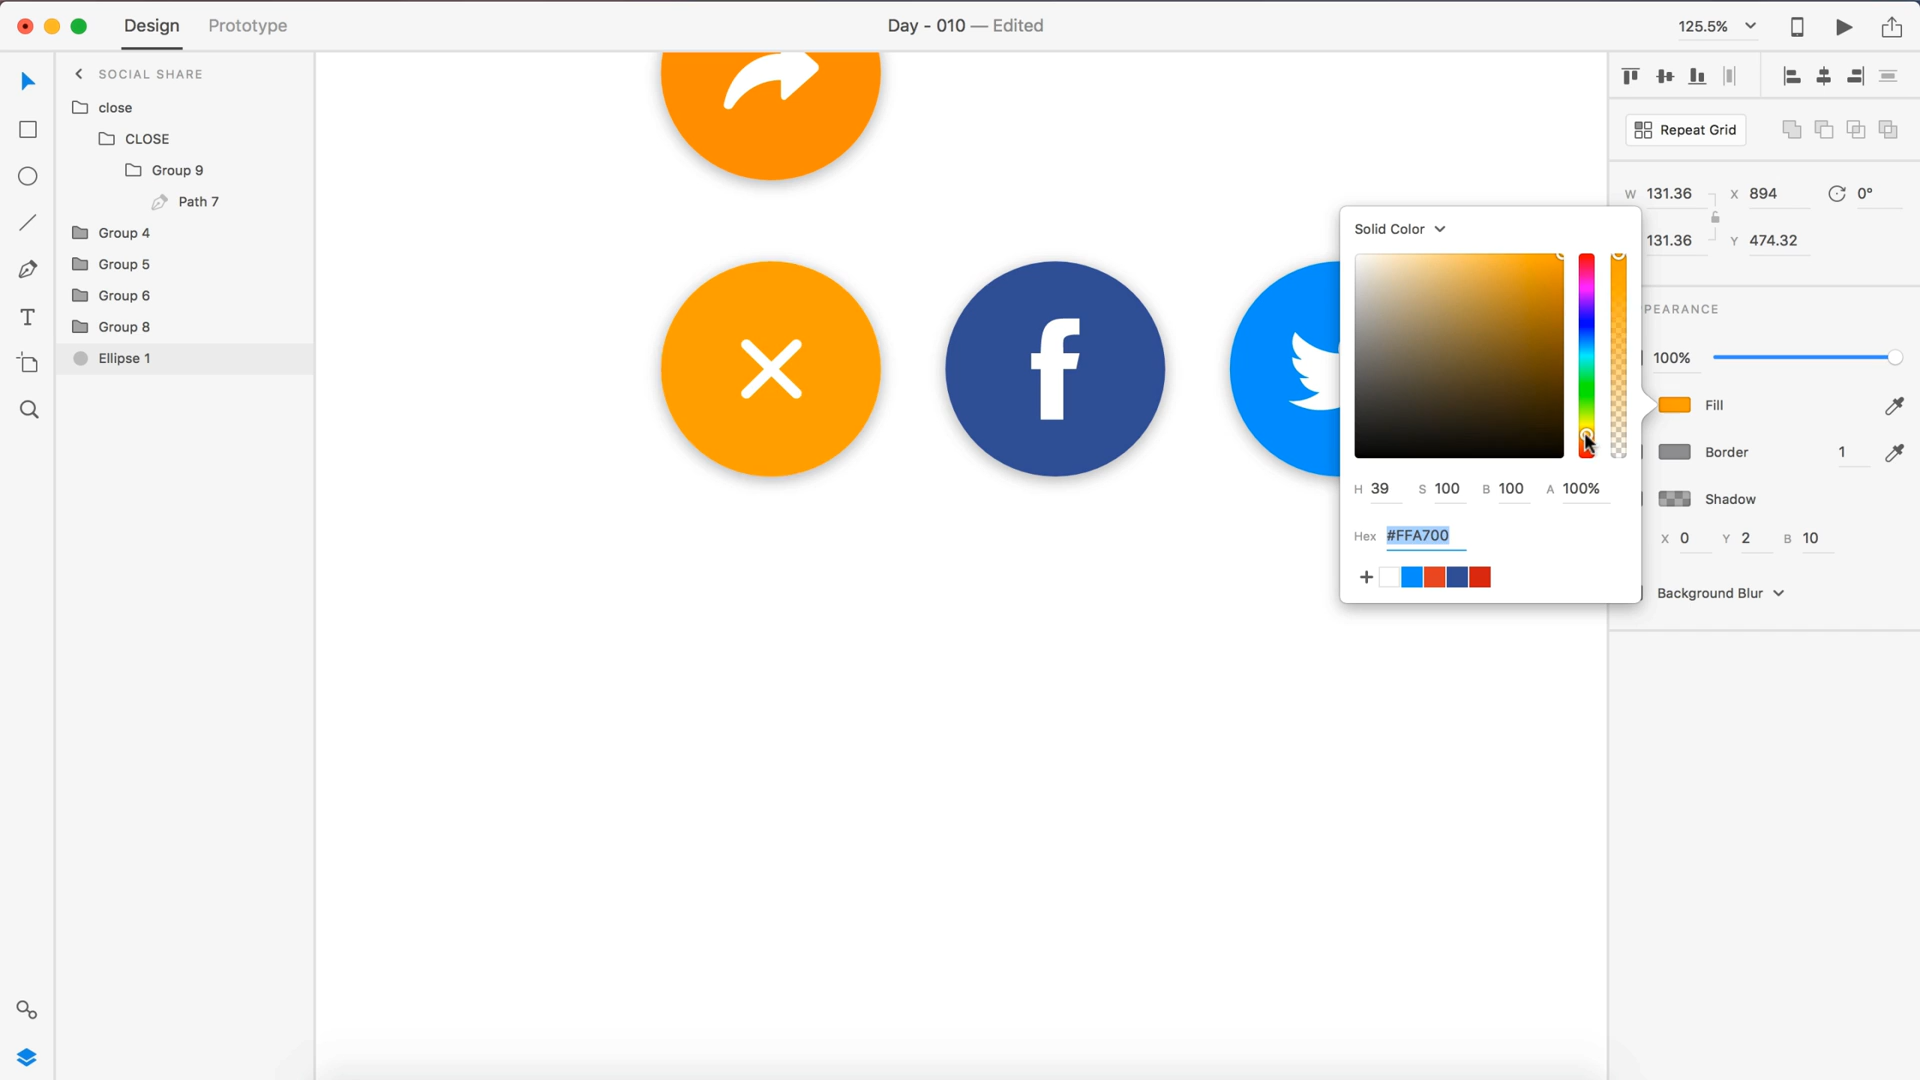 Design
Prototype
Day - 010 — Edited
125.5%
SOCIAL SHARE
close
CLOSE
Group 9
Path 7
Group 4
Group 5
Group 6
Group 8
Ellipse 1
Repeat Grid
W 131.36 X 894 0°
131.36 Y 474.32
Solid Color
H 39 S 100 B 100 A 100%
Hex #FFA700
PEARANCE
100%
Fill
Border 1
Shadow
X 0 Y 2 B 10
Background Blur